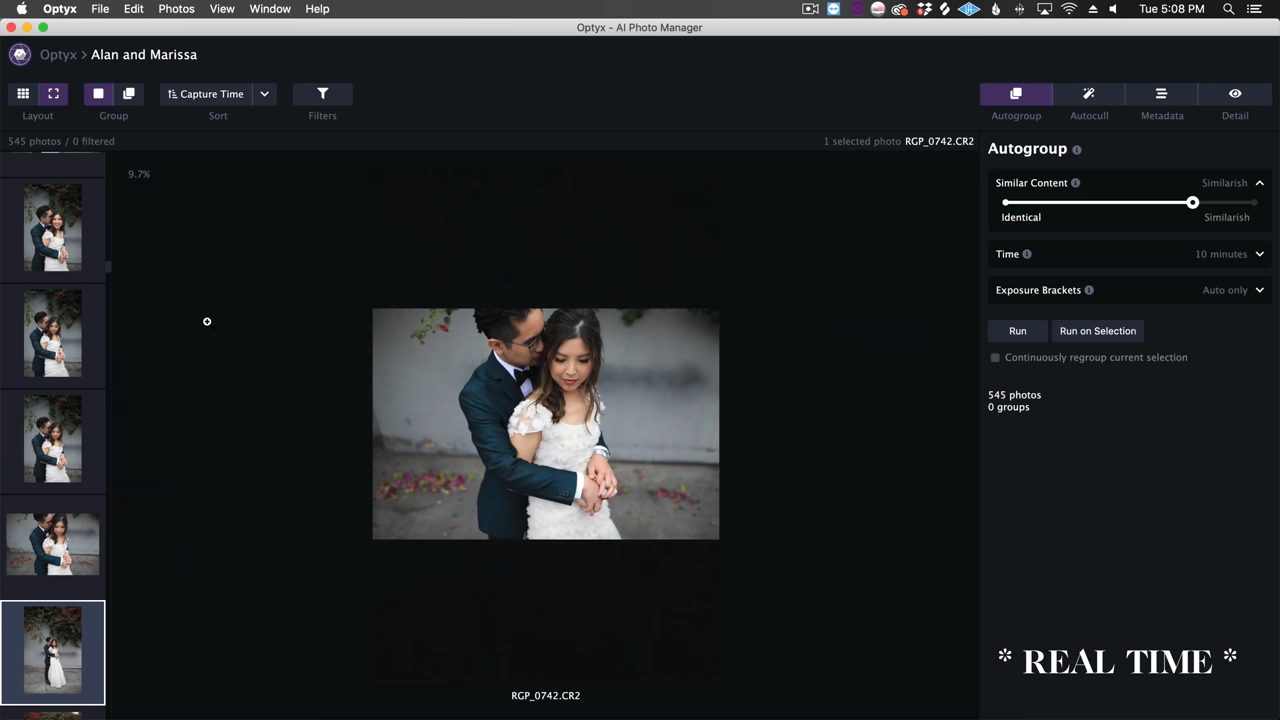 Optyx File Edit Photos View Window Help
Tue 5:08 PM
Optyx - AI Photo Manager
Optyx > Alan and Marissa
Capture Time
Layout Group Sort Filters
Autogroup Autocull Metadata Detail
545 photos / 0 filtered
1 selected photo RGP_0742.CR2
9.7%
Autogroup
Similar Content Similarish
Identical Similarish
Time 10 minutes
Exposure Brackets Auto only
Run Run on Selection
Continuously regroup current selection
545 photos
0 groups
* REAL TIME *
RGP_0742.CR2